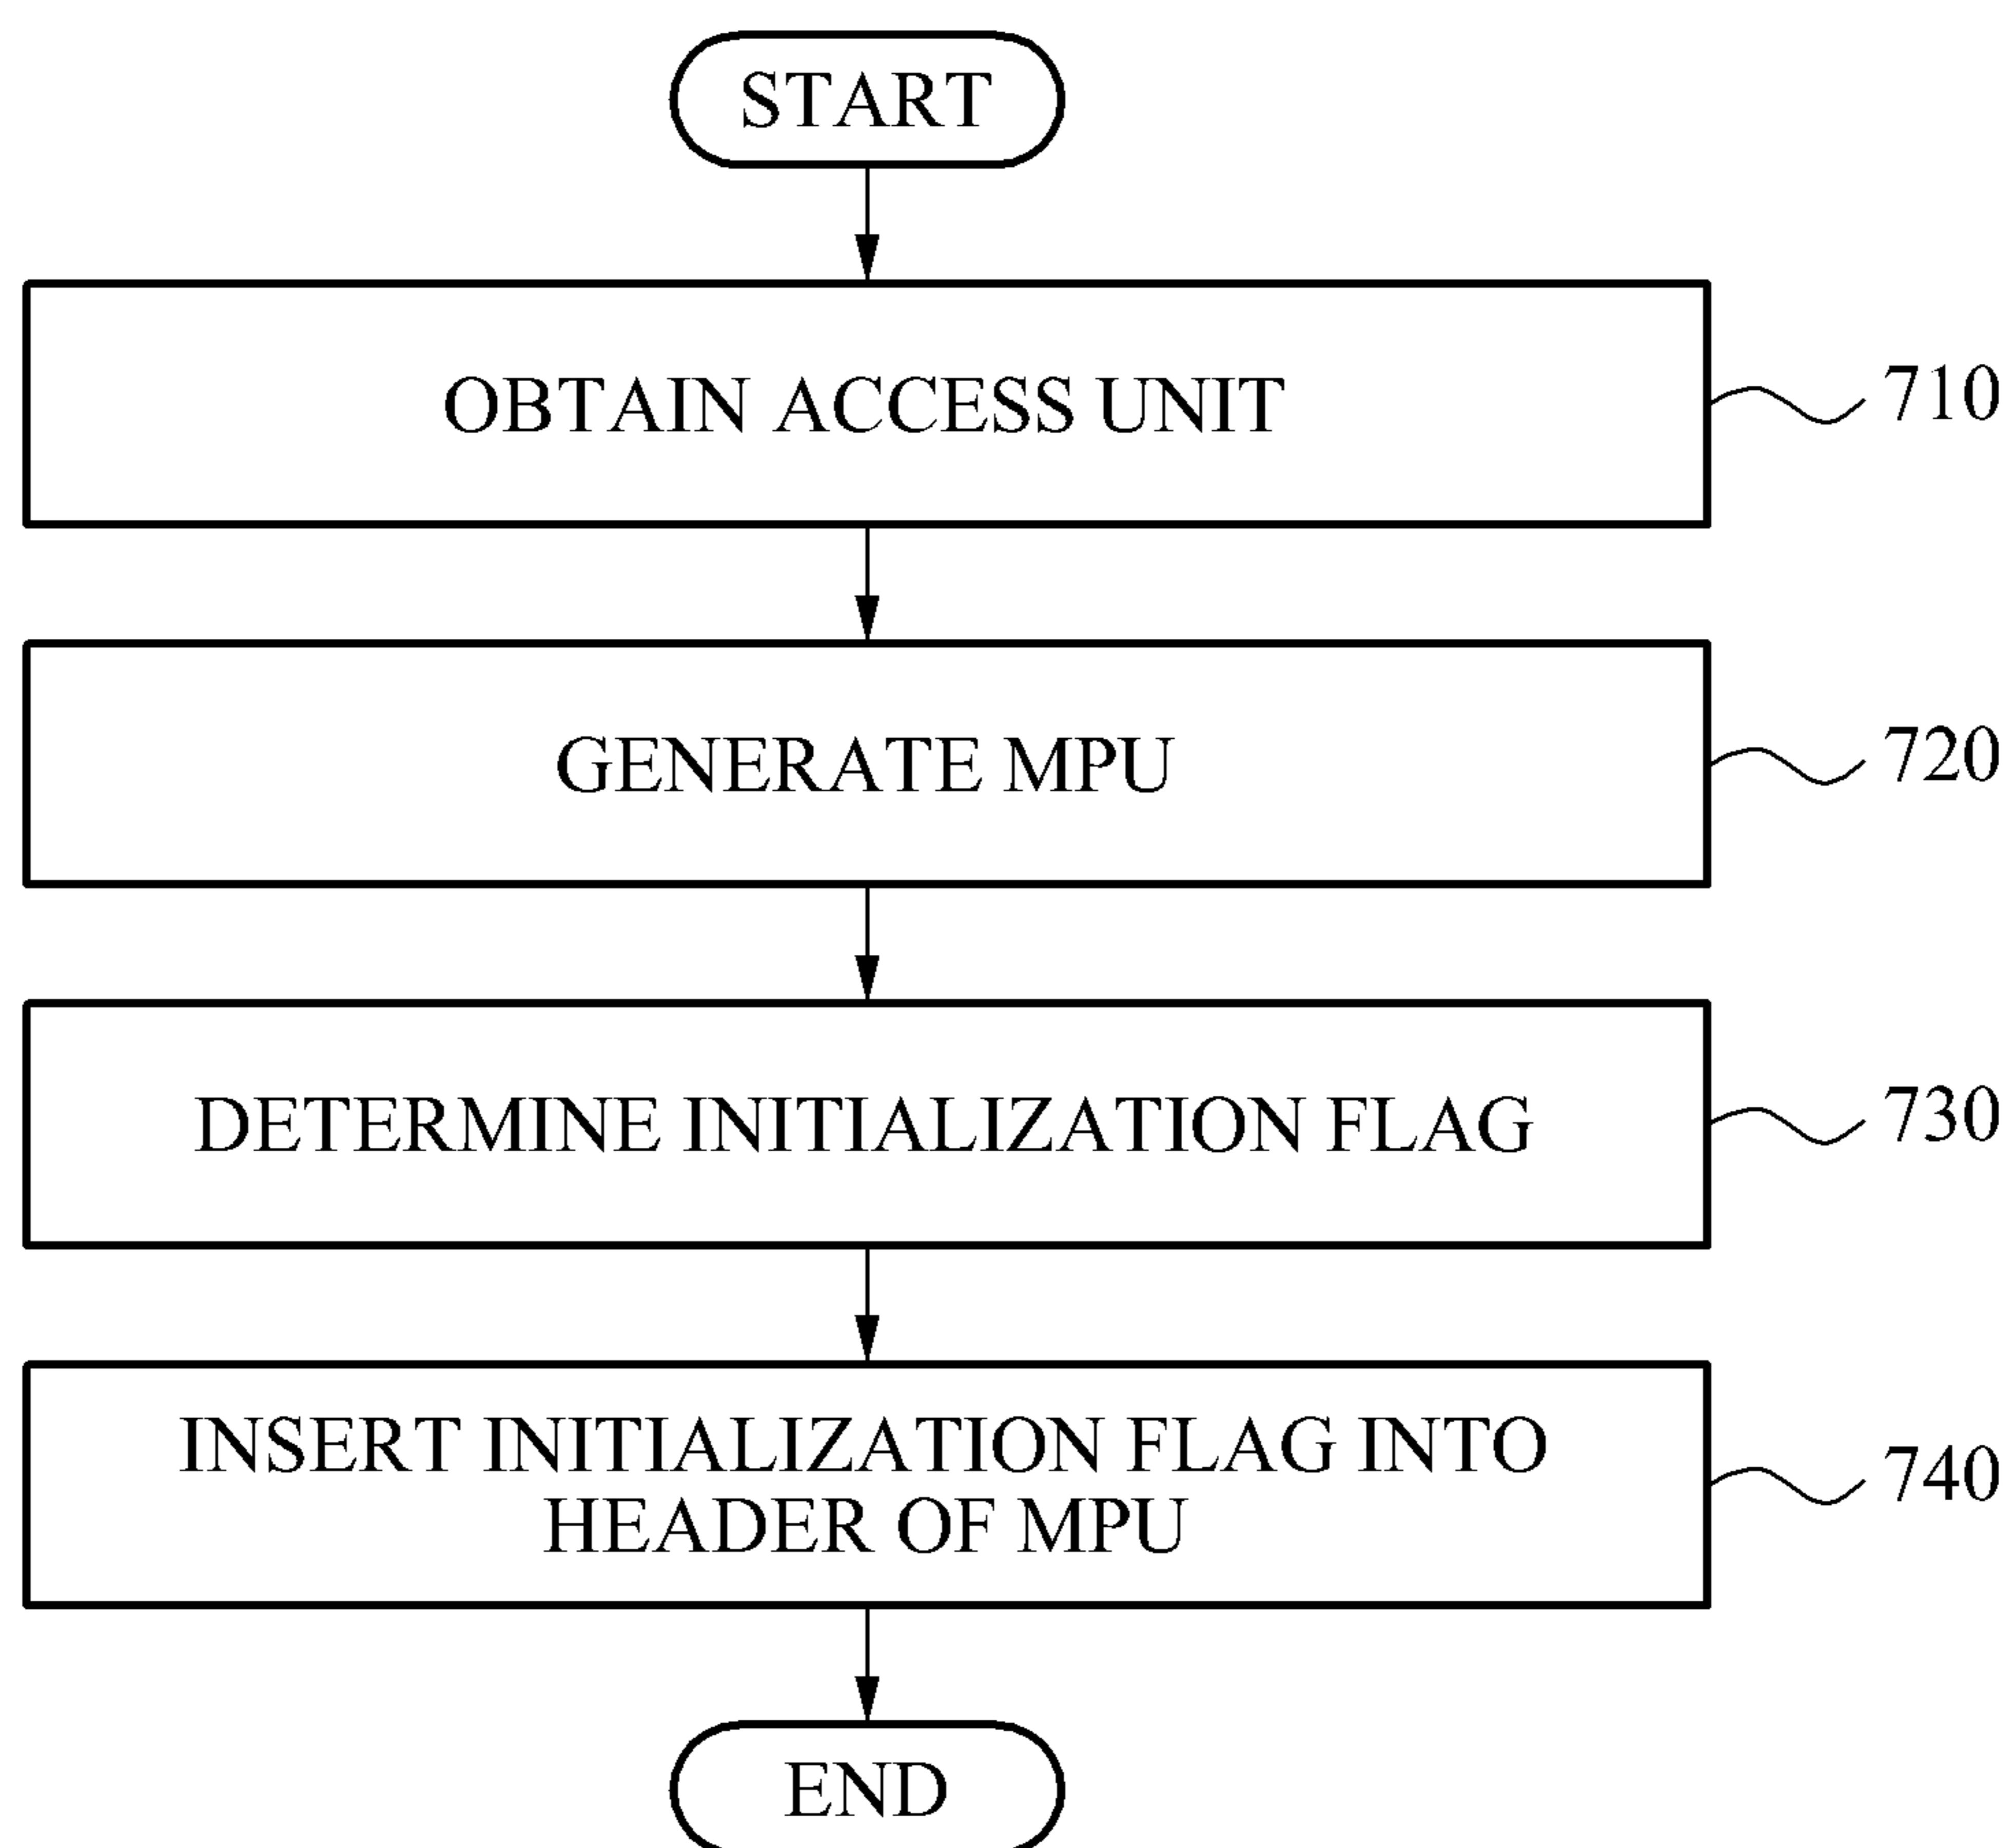 START
OBTAIN ACCESS UNIT
710
GENERATE MPU
720
DETERMINE INITIALIZATION FLAG
730
INSERT INITIALIZATION FLAG INTO
HEADER OF MPU
740
END